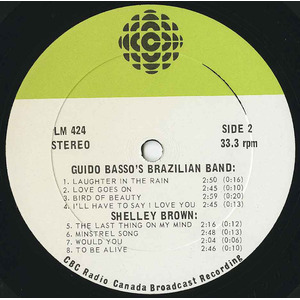 LM 424
STEREO
SIDE 2
33.3 rpm
GUIDO BASSO'S BRAZILIAN BAND:
1. LAUGHTER IN THE RAIN 2:50 (0:16)
2. LOVE GOES ON 2:45 (0:10)
3. BIRD OF BEAUTY 2:59 (0:20)
4. I'LL HAVE TO SAY I LOVE YOU 2:45 (0:13)
SHELLEY BROWN:
5. THE LAST THING ON MY MIND 2:16 (0:12)
6. MINSTREL SONG 2:28 (0:11)
7. WOULD YOU 2:04 (0:06)
8. TO BE ALIVE 2:46 (0:11)
CBC Radio Canada Broadcast Recording